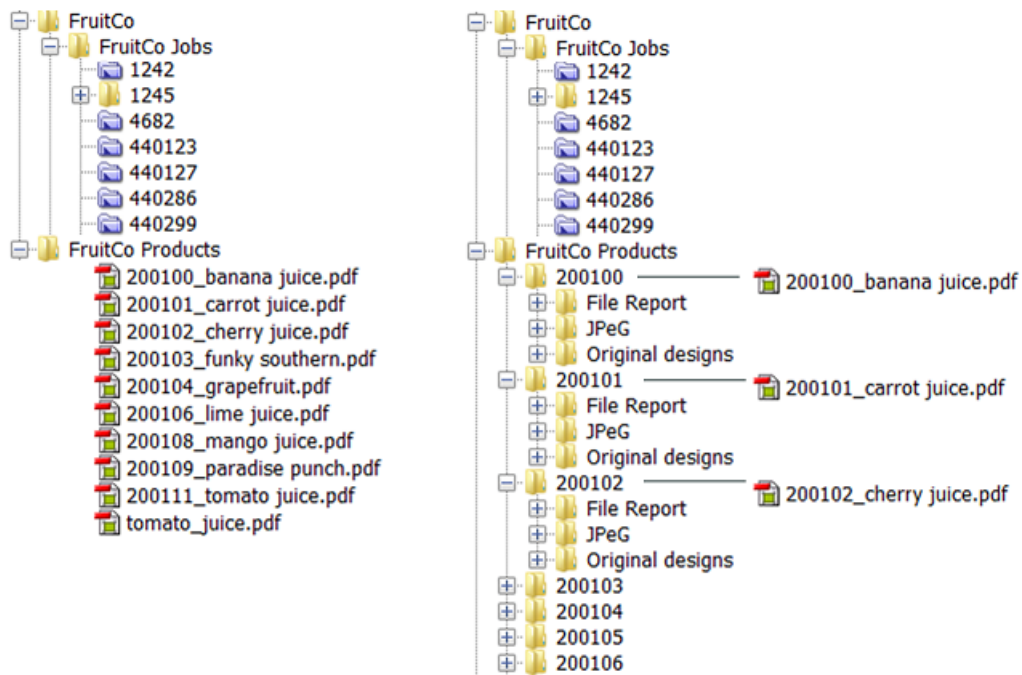 FruitCo
FruitCo Jobs
1242
1245
4682
440123
440127
440286
440299
FruitCo Products
200100_banana juice.pdf
200101_carrot juice.pdf
200102_cherry juice.pdf
200103_funky southern.pdf
200104_grapefruit.pdf
200106_lime juice.pdf
200108_mango juice.pdf
200109_paradise punch.pdf
200111_tomato juice.pdf
tomato_juice.pdf
FruitCo
FruitCo Jobs
1242
1245
4682
440123
440127
440286
440299
FruitCo Products
200100 200100_banana juice.pdf
File Report
JPeG
Original designs
200101 200101_carrot juice.pdf
File Report
JPeG
Original designs
200102 200102_cherry juice.pdf
File Report
JPeG
Original designs
200103
200104
200105
200106